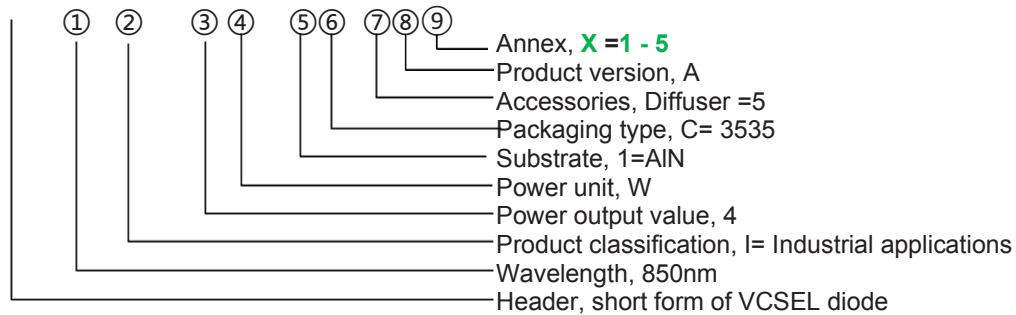 ① ② ③ ④ ⑤ ⑥ ⑦ ⑧ ⑨
Annex, X =1 - 5
Product version, A
Accessories, Diffuser =5
Packaging type, C= 3535
Substrate, 1=AlN
Power unit, W
Power output value, 4
Product classification, I= Industrial applications
Wavelength, 850nm
Header, short form of VCSEL diode